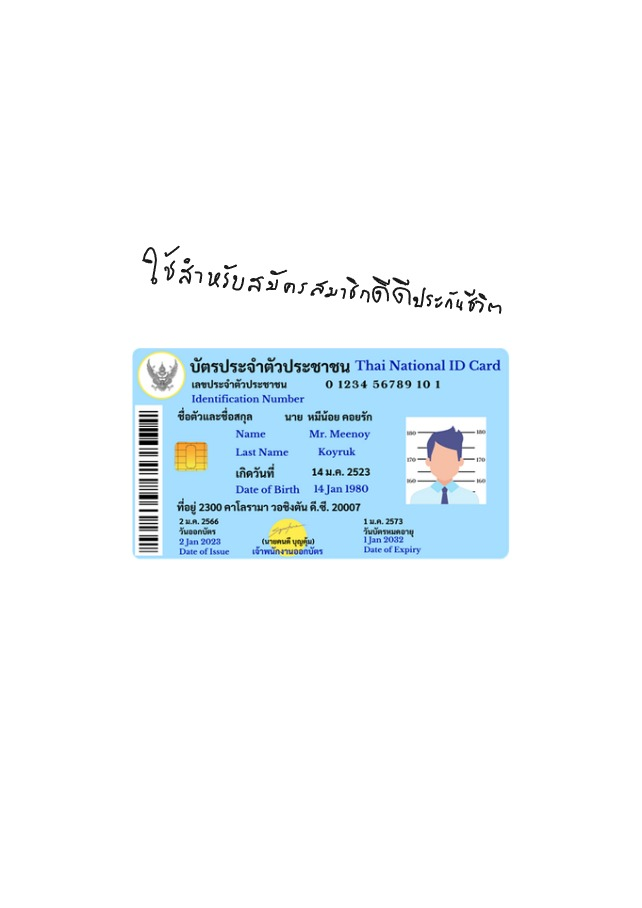 ใช้สำหรับสมัครสมาชิกดีดีประกันชีวิต
บัตรประจำตัวประชาชน Thai National ID Card
เลขประจำตัวประชาชน 0 1234 56789 10 1
Identification Number
ชื่อตัวและชื่อสกุล นาย หมีน้อย คอยรัก
Name Mr. Meenoy
Last Name Koyruk
เกิดวันที่ 14 ม.ค. 2523
Date of Birth 14 Jan 1980
ที่อยู่ 2300 คาโลรามา วอชิงตัน ดี.ซี. 20007
180 180
170 170
160 160
2 ม.ค. 2566
วันออกบัตร
2 Jan 2023
Date of Issue
(นายคนดี บุญคุ้ม)
เจ้าพนักงานออกบัตร
1 ม.ค. 2573
วันบัตรหมดอายุ
1 Jan 2032
Date of Expiry